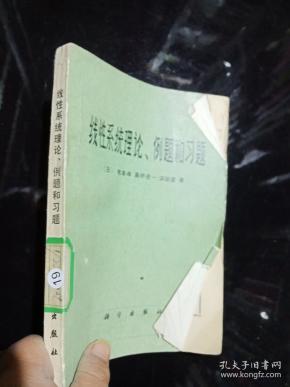 线性系统理论、例题和习题
科学出版社
线性系统理论、例题和习题
19
出版社
孔夫子旧书网